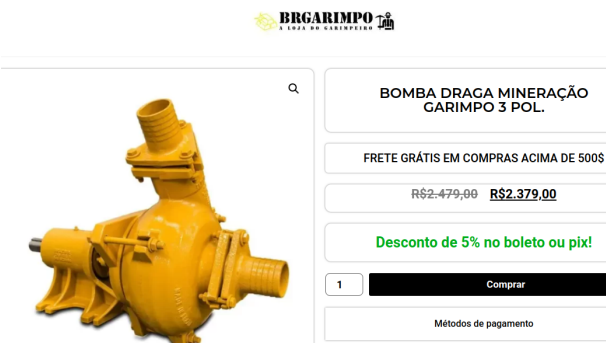 BRGARIMPO
A LOJA DO GARIMPEIRO
BOMBA DRAGA MINERAÇÃO
GARIMPO 3 POL.
FRETE GRÁTIS EM COMPRAS ACIMA DE 500$
R$2.479,00 R$2.379,00
Desconto de 5% no boleto ou pix!
1 Comprar
Métodos de pagamento